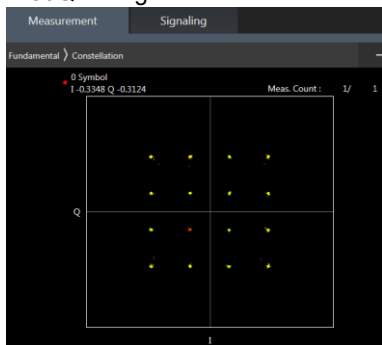 Measurement Signaling
Fundamental 〉 Constellation
0 Symbol
I -0.3348 Q -0.3124 Meas. Count : 1/ 1
Q
I